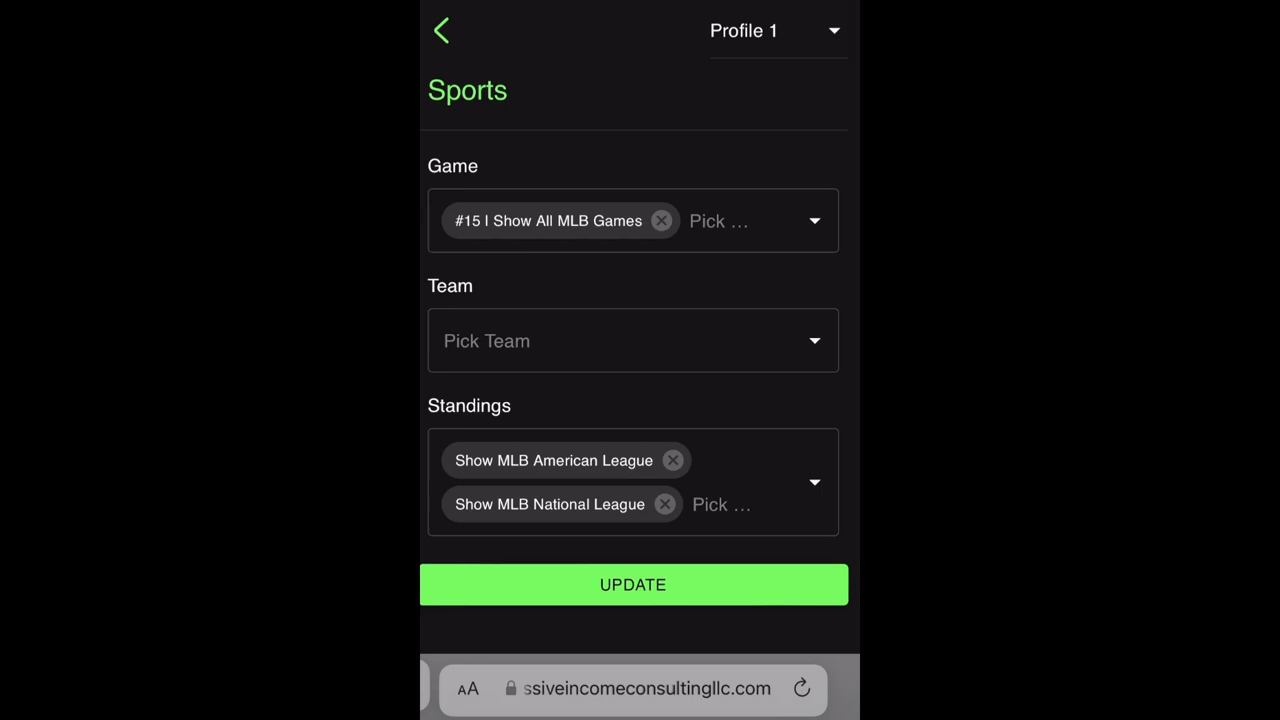 Profile 1
Sports
Game
#15 | Show All MLB Games Pick ...
Team
Pick Team
Standings
Show MLB American League
Show MLB National League Pick ...
UPDATE
AA ssiveincomeconsultingllc.com